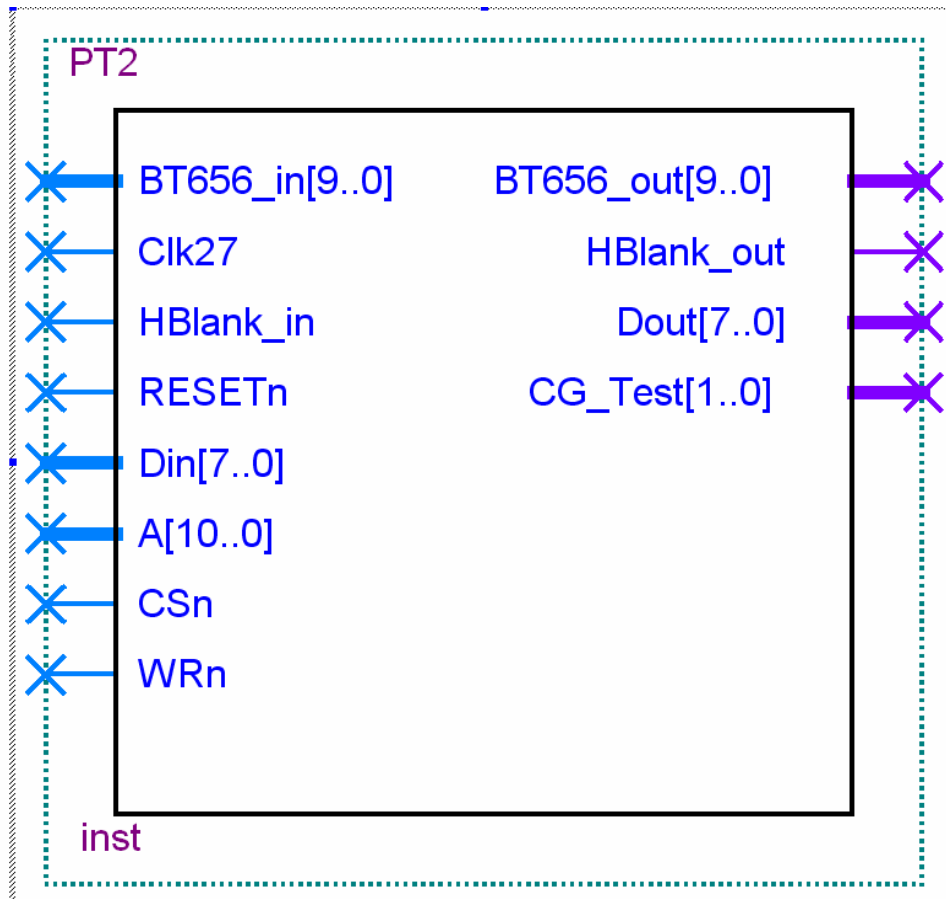 PT2
BT656_in[9..0] BT656_out[9..0]
Clk27 HBlank_out
HBlank_in Dout[7..0]
RESETn CG_Test[1..0]
Din[7..0]
A[10..0]
CSn
WRn
inst